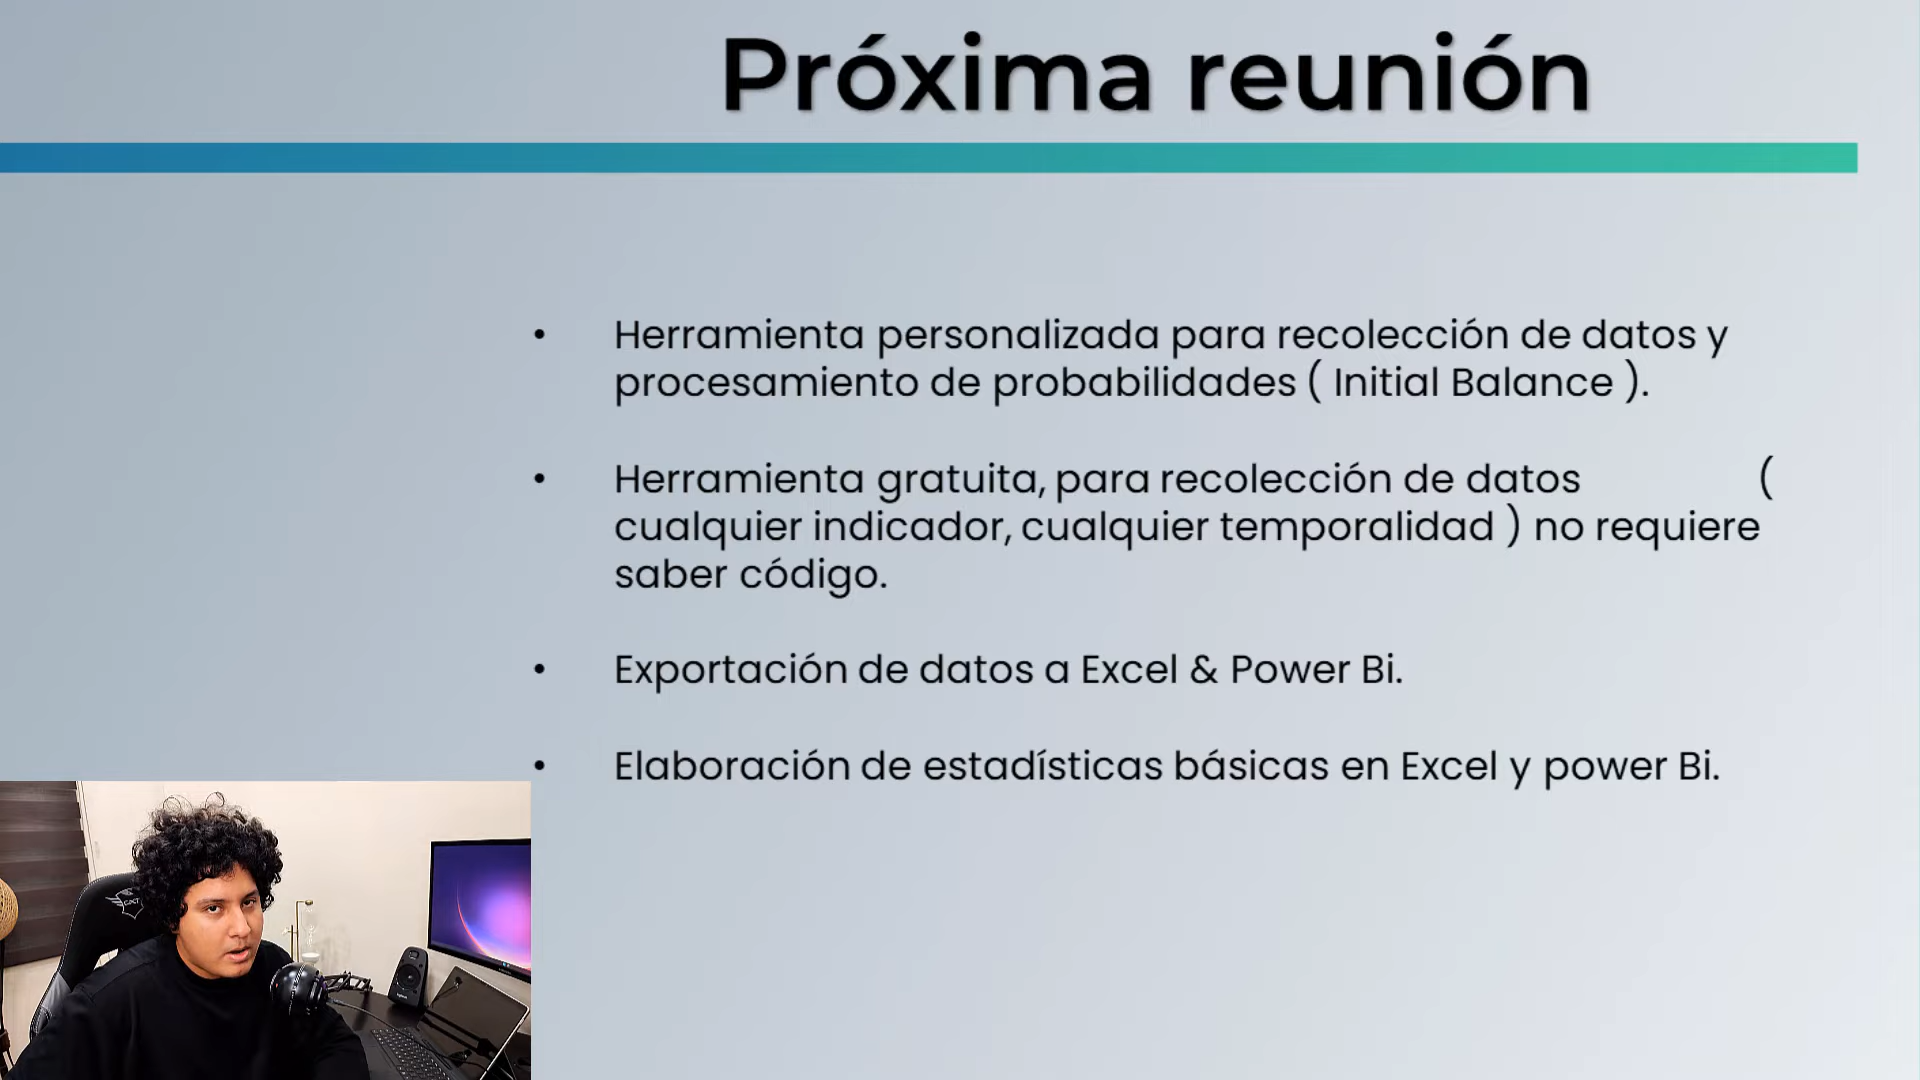 Próxima reunión
• Herramienta personalizada para recolección de datos y
procesamiento de probabilidades ( Initial Balance ).
• Herramienta gratuita, para recolección de datos (
cualquier indicador, cualquier temporalidad ) no requiere
saber código.
• Exportación de datos a Excel & Power Bi.
• Elaboración de estadísticas básicas en Excel y power Bi.